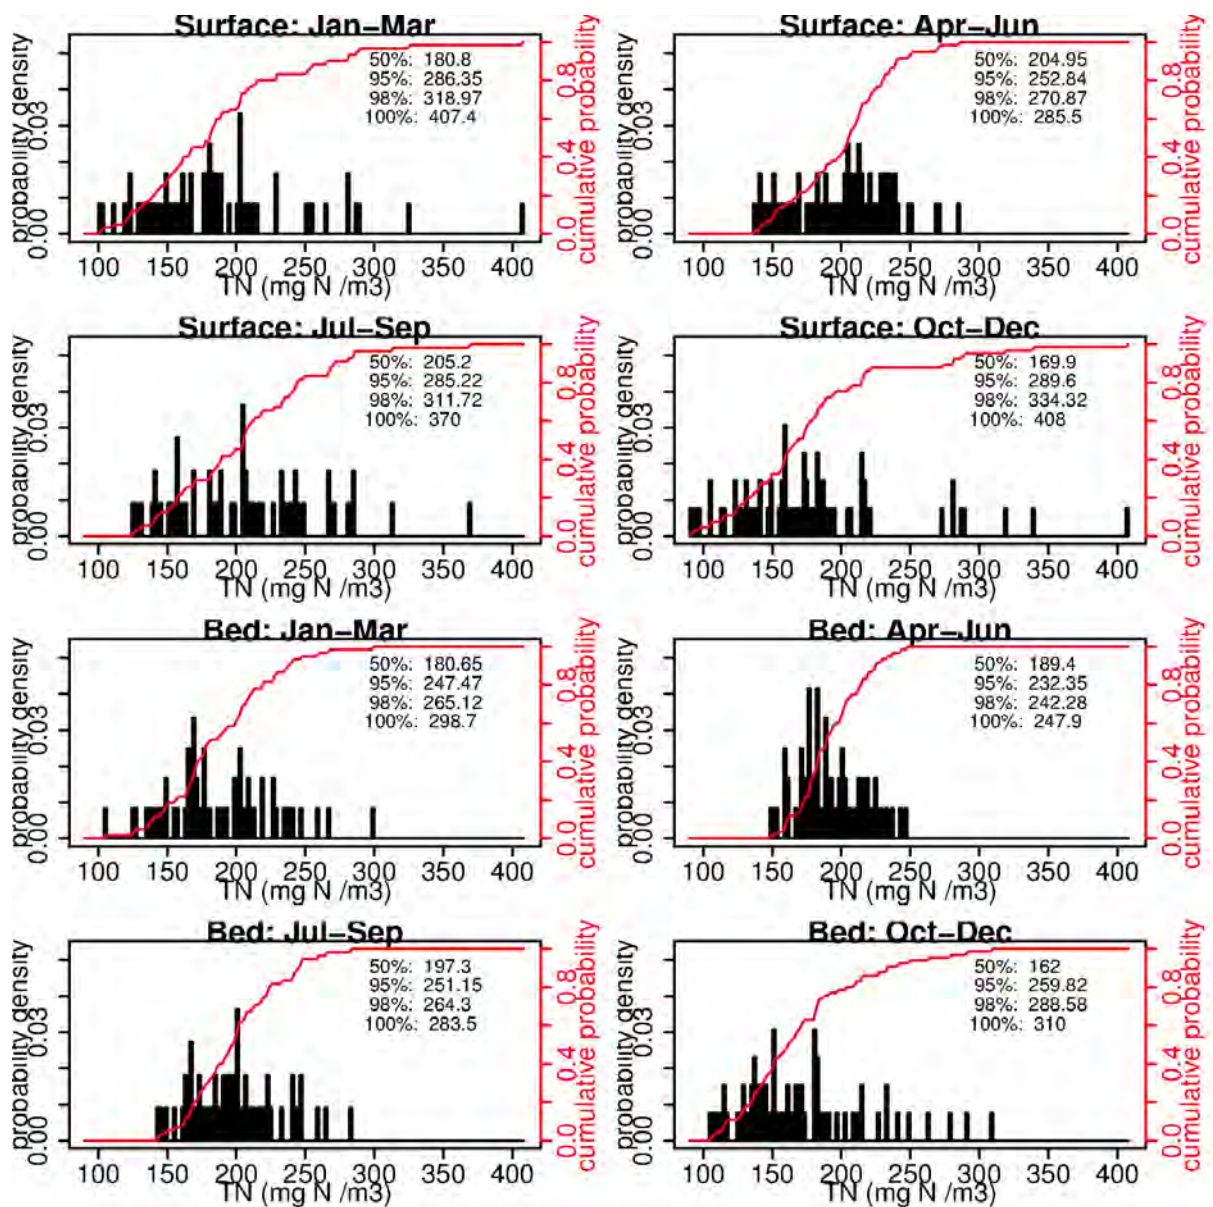 Surface: Jan-Mar
probability density
0.00
0.03
50%: 180.8
95%: 286.35
98%: 318.97
100%: 407.4
0.0 0.4 0.8
cumulative probability
100 150 200 250 300 350 400
TN (mg N /m3)
Surface: Apr-Jun
probability density
0.00
0.03
50%: 204.95
95%: 252.84
98%: 270.87
100%: 285.5
0.0 0.4 0.8
cumulative probability
100 150 200 250 300 350 400
TN (mg N /m3)
Surface: Jul-Sep
probability density
0.00
0.03
50%: 205.2
95%: 285.22
98%: 311.72
100%: 370
0.0 0.4 0.8
cumulative probability
100 150 200 250 300 350 400
TN (mg N /m3)
Surface: Oct-Dec
probability density
0.00
0.03
50%: 169.9
95%: 289.6
98%: 334.32
100%: 408
0.0 0.4 0.8
cumulative probability
100 150 200 250 300 350 400
TN (mg N /m3)
Bed: Jan-Mar
probability density
0.00
0.03
50%: 180.65
95%: 247.47
98%: 265.12
100%: 298.7
0.0 0.4 0.8
cumulative probability
100 150 200 250 300 350 400
TN (mg N /m3)
Bed: Apr-Jun
probability density
0.00
0.03
50%: 189.4
95%: 232.35
98%: 242.28
100%: 247.9
0.0 0.4 0.8
cumulative probability
100 150 200 250 300 350 400
TN (mg N /m3)
Bed: Jul-Sep
probability density
0.00
0.03
50%: 197.3
95%: 251.15
98%: 264.3
100%: 283.5
0.0 0.4 0.8
cumulative probability
100 150 200 250 300 350 400
TN (mg N /m3)
Bed: Oct-Dec
probability density
0.00
0.03
50%: 162
95%: 259.82
98%: 288.58
100%: 310
0.0 0.4 0.8
cumulative probability
100 150 200 250 300 350 400
TN (mg N /m3)